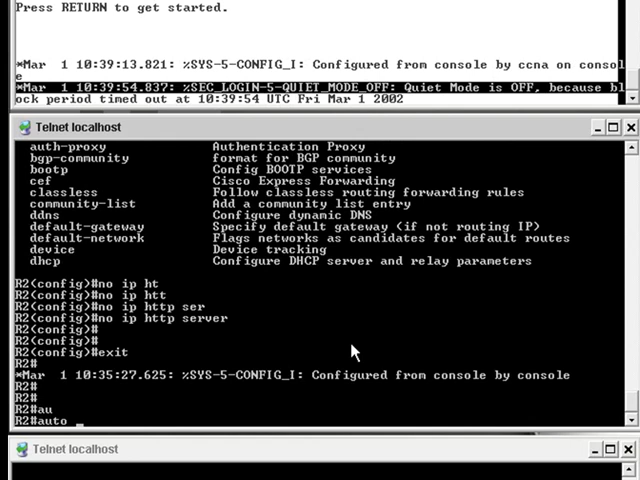 Press RETURN to get started.
*Mar  1 10:39:13.821: %SYS-5-CONFIG_I: Configured from console by ccna on consol
e
*Mar  1 10:39:54.837: %SEC_LOGIN-5-QUIET_MODE_OFF: Quiet Mode is OFF, because bl
ock period timed out at 10:39:54 UTC Fri Mar 1 2002
Telnet localhost
auth-proxy Authentication Proxy
bgp-community format for BGP community
bootp Config BOOTP services
cef Cisco Express Forwarding
classless Follow classless routing forwarding rules
community-list Add a community list entry
ddns Configure dynamic DNS
default-gateway Specify default gateway (if not routing IP)
default-network Flags networks as candidates for default routes
device Device tracking
dhcp Configure DHCP server and relay parameters
R2(config)#no ip ht
R2(config)#no ip htt
R2(config)#no ip http ser
R2(config)#no ip http server
R2(config)#
R2(config)#
R2(config)#exit
R2#
*Mar  1 10:35:27.625: %SYS-5-CONFIG_I: Configured from console by console
R2#
R2#
R2#au
R2#auto _
Telnet localhost